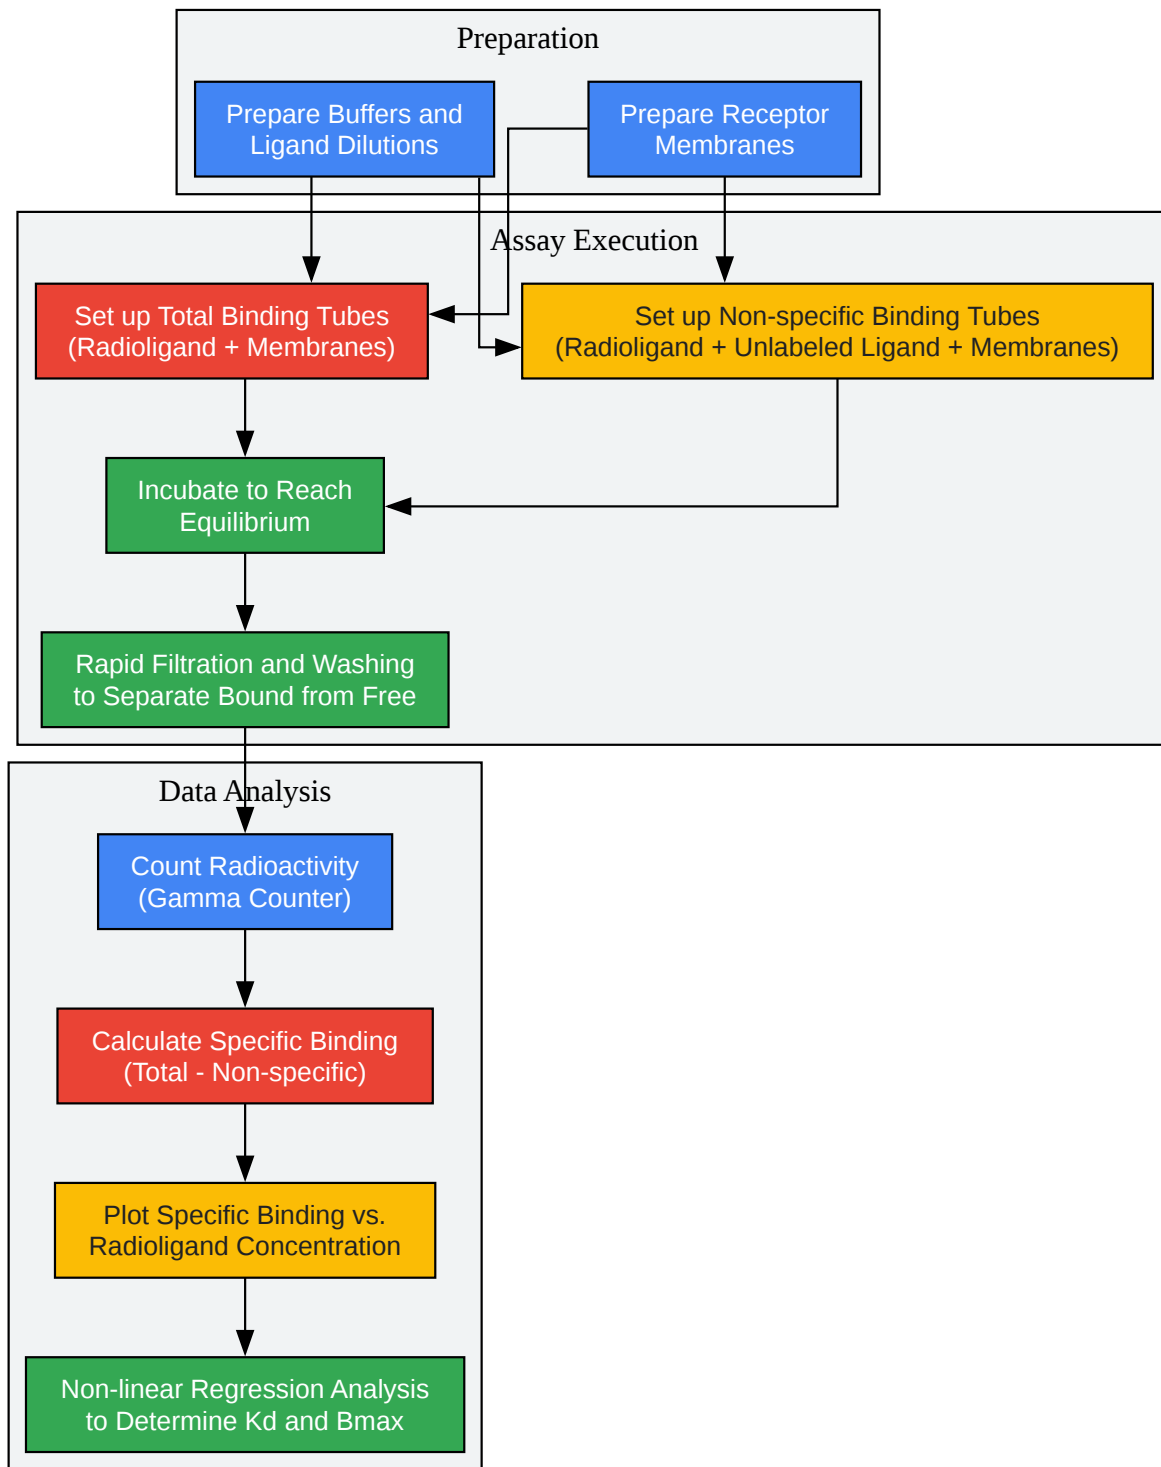 Preparation
Prepare Buffers and
Ligand Dilutions
Prepare Receptor
Membranes
Assay Execution
Set up Total Binding Tubes
(Radioligand + Membranes)
Set up Non-specific Binding Tubes
(Radioligand + Unlabeled Ligand + Membranes)
Incubate to Reach
Equilibrium
Rapid Filtration and Washing
to Separate Bound from Free
Data Analysis
Count Radioactivity
(Gamma Counter)
Calculate Specific Binding
(Total - Non-specific)
Plot Specific Binding vs.
Radioligand Concentration
Non-linear Regression Analysis
to Determine Kd and Bmax